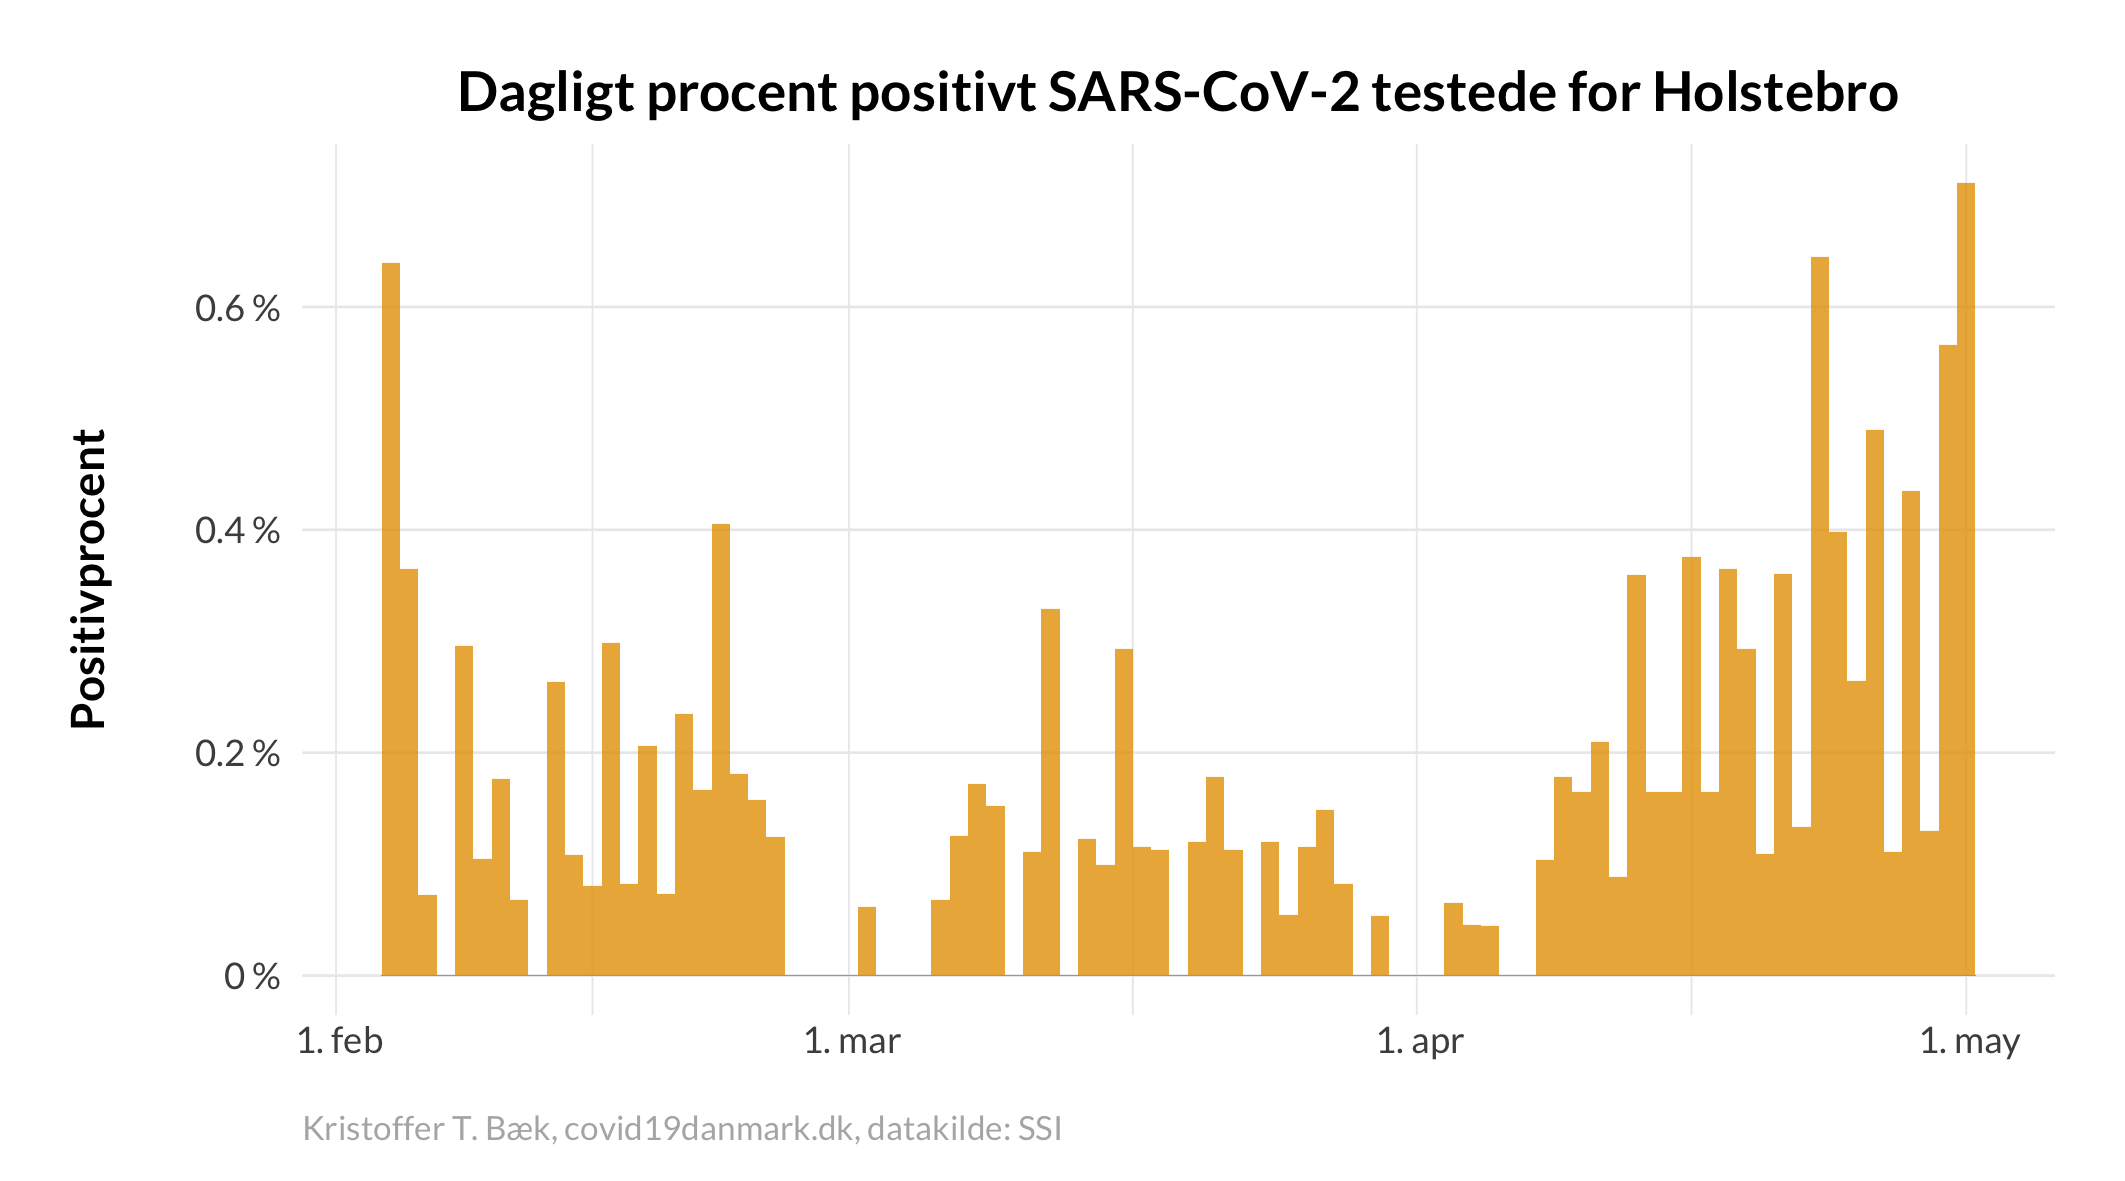 Dagligt procent positivt SARS-CoV-2 testede for Holstebro
Positivprocent
0.6 %
0.4 %
0.2 %
0 %
1. feb
1. mar
1. apr
1. may
Kristoffer T. Bæk, covid19danmark.dk, datakilde: SSI